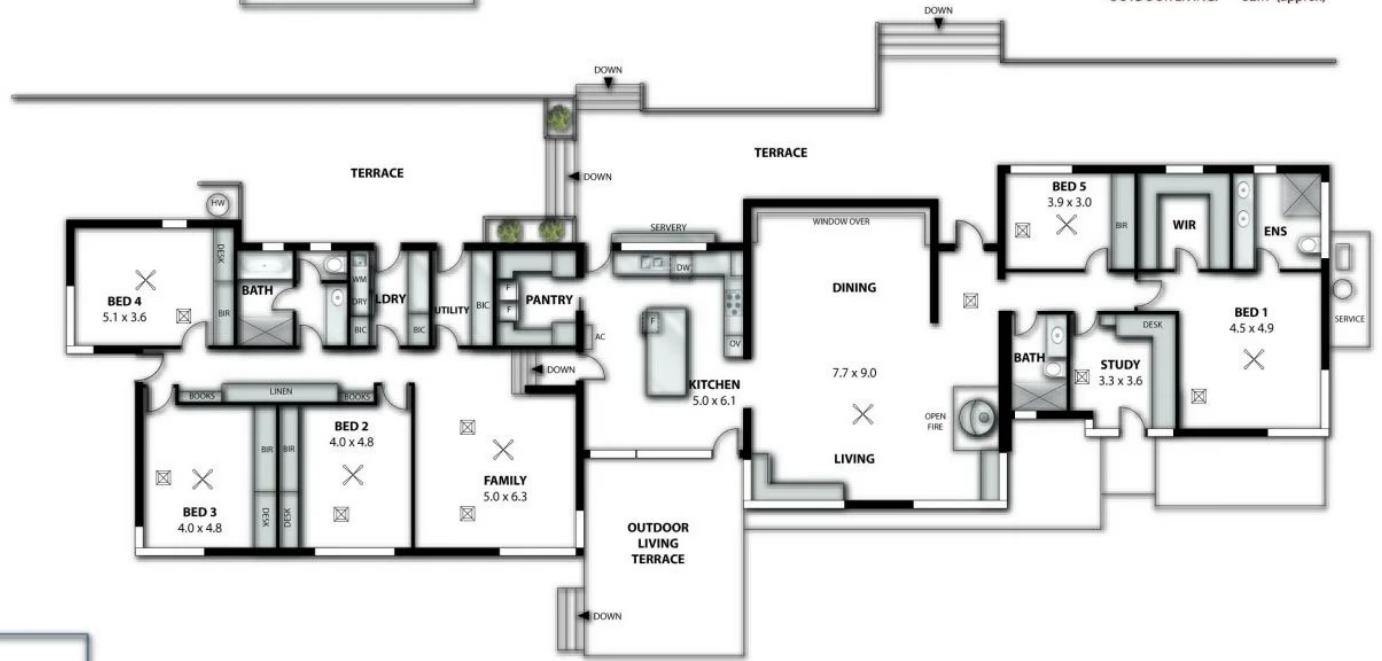 DOWN
DOWN
TERRACE
TERRACE
DOWN
HW
SERVERY
WINDOW OVER
BED 5
3.9 x 3.0
BIR
WIR
ENS
BED 4
5.1 x 3.6
DESK
BIR
BATH
WM
DRY
BIC
LDRY
BIC
UTILITY
BIC
F
F
PANTRY
AC
DW
F
OV
KITCHEN
5.0 x 6.1
DINING
7.7 x 9.0
LIVING
OPEN
FIRE
BATH
DESK
STUDY
3.3 x 3.6
BED 1
4.5 x 4.9
SERVICE
DOWN
BOOKS
LINEN
BOOKS
BED 3
4.0 x 4.8
BIR
BIR
DESK
DESK
BED 2
4.0 x 4.8
FAMILY
5.0 x 6.3
OUTDOOR
LIVING
TERRACE
DOWN